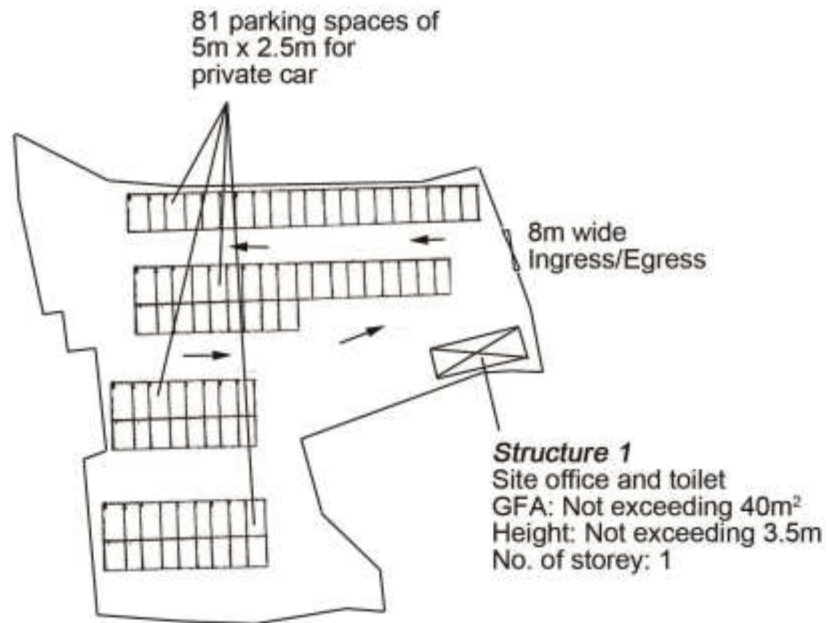 81 parking spaces of
5m x 2.5m for
private car
8m wide
Ingress/Egress
Structure 1
Site office and toilet
GFA: Not exceeding 40m²
Height: Not exceeding 3.5m
No. of storey: 1